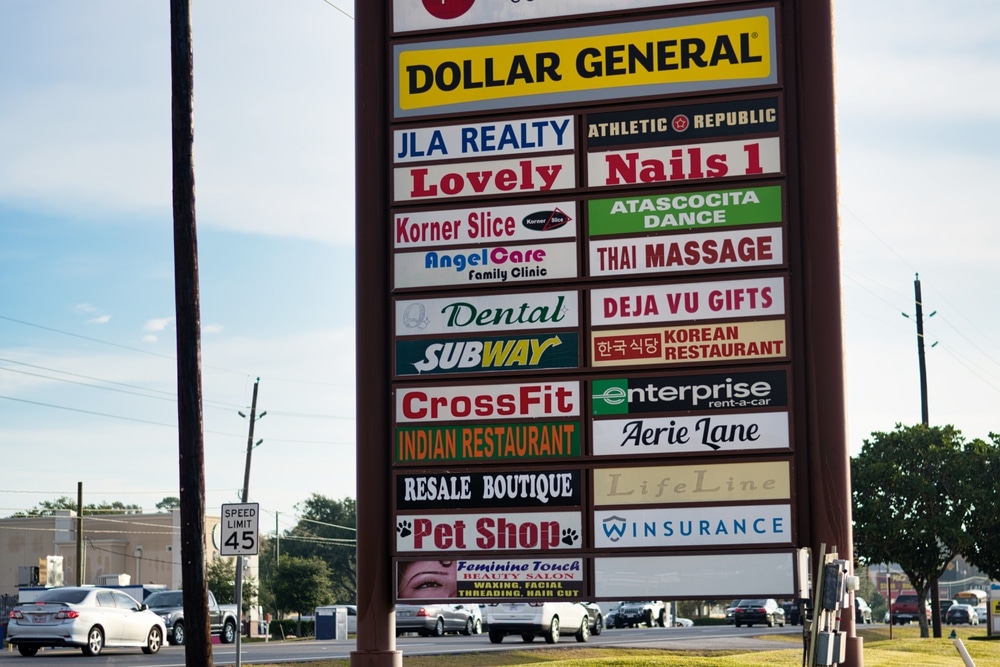 DOLLAR GENERAL®
JLA REALTY
ATHLETIC REPUBLIC
Lovely
Nails 1
Korner Slice Korner Slice
ATASCOCITA
DANCE
AngelCare
Family Clinic
THAI MASSAGE
Q Dental
DEJA VU GIFTS
SUBWAY
한국식당 KOREAN
RESTAURANT
CrossFit
enterprise
rent-a-car
INDIAN RESTAURANT
Aerie Lane
RESALE BOUTIQUE
LifeLine
Pet Shop
WINSURANCE
Feminine Touch
BEAUTY SALON
WAXING, FACIAL
THREADING, HAIR CUT
SPEED
LIMIT
45